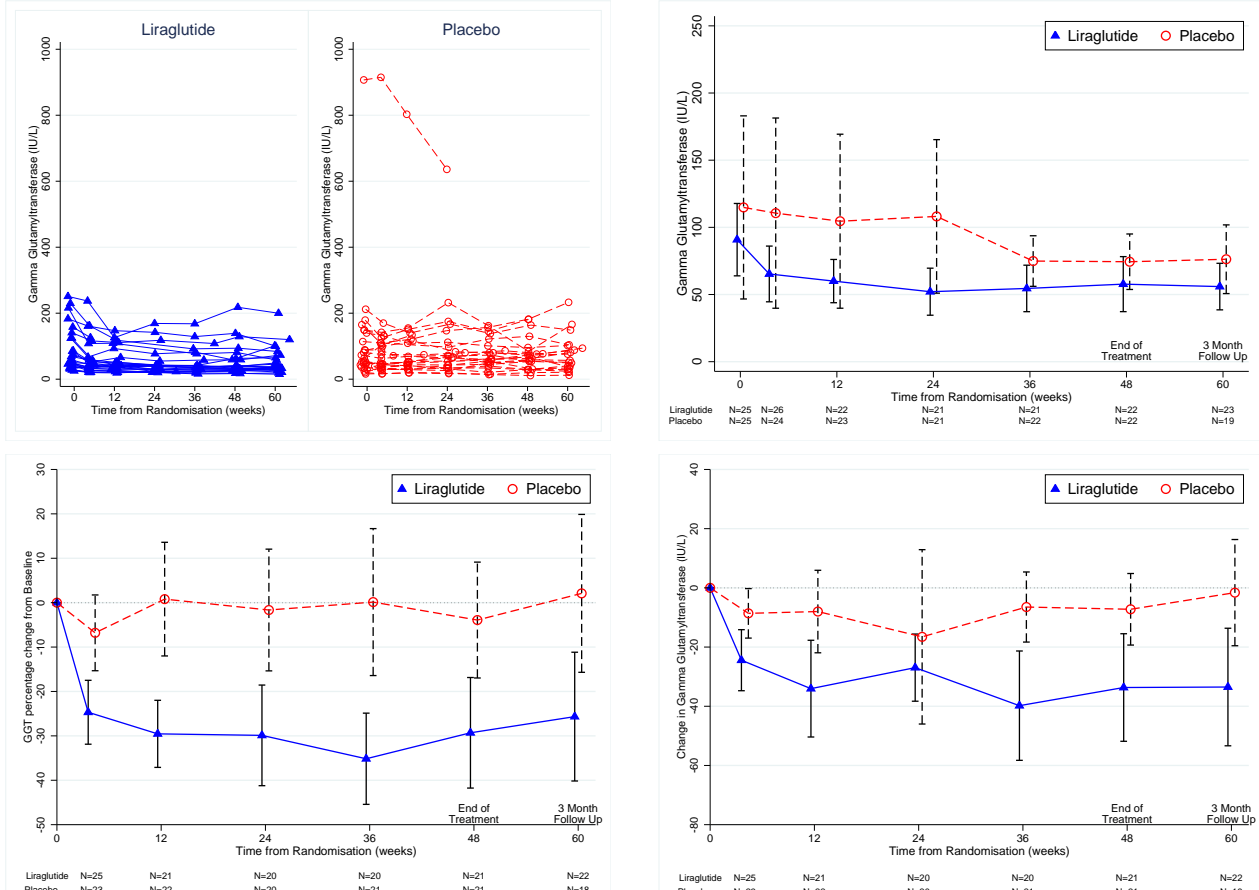 Liraglutide
Placebo
Gamma Glutamyltransferase (IU/L)
1000
800
600
400
200
0
0 12 24 36 48 60
Time from Randomisation (weeks)
Gamma Glutamyltransferase (IU/L)
1000
800
600
400
200
0
0 12 24 36 48 60
Time from Randomisation (weeks)
Liraglutide Placebo
Gamma Glutamyltransferase (IU/L)
250
200
150
100
50
0
End of
Treatment
3 Month
Follow Up
0 12 24 36 48 60
Time from Randomisation (weeks)
Liraglutide N=25 N=26 N=22 N=21 N=21 N=22 N=23
Placebo N=25 N=24 N=23 N=21 N=22 N=22 N=19
Liraglutide Placebo
GGT percentage change from Baseline
30
20
10
0
-10
-20
-30
-40
-50
End of
Treatment
3 Month
Follow Up
0 12 24 36 48 60
Time from Randomisation (weeks)
Liraglutide N=25 N=21 N=20 N=20 N=21 N=22
Placebo N=23 N=22 N=20 N=21 N=21 N=18
Liraglutide Placebo
Change in Gamma Glutamyltransferase (IU/L)
40
20
0
-20
-40
-60
-80
End of
Treatment
3 Month
Follow Up
0 12 24 36 48 60
Time from Randomisation (weeks)
Liraglutide N=25 N=21 N=20 N=20 N=21 N=22